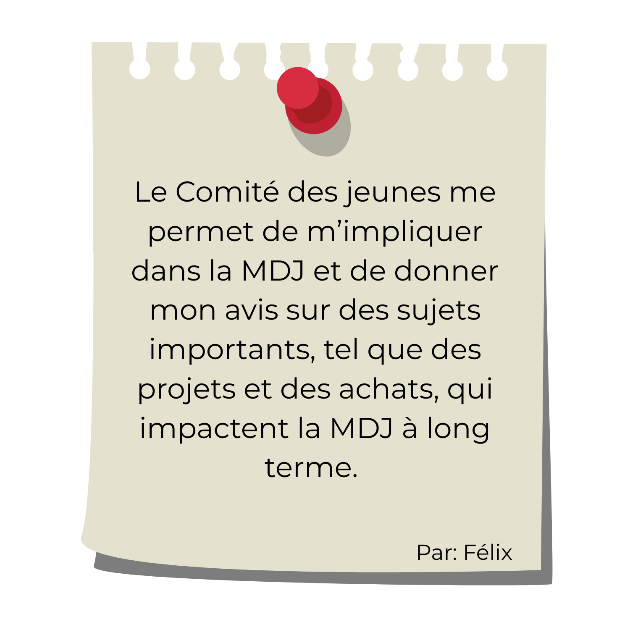 Le Comité des jeunes me
permet de m’impliquer
dans la MDJ et de donner
mon avis sur des sujets
importants, tel que des
projets et des achats, qui
impactent la MDJ à long
terme.
Par: Félix